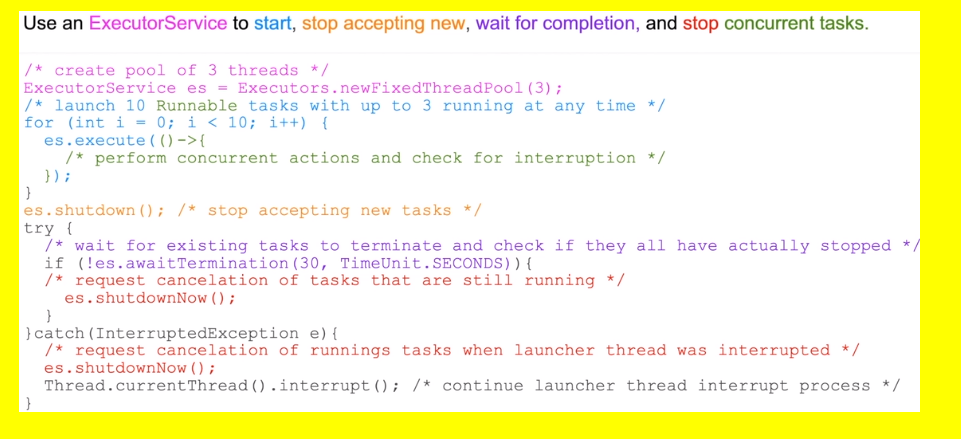 Use an ExecutorService to start, stop accepting new, wait for completion, and stop concurrent tasks.
/* create pool of 3 threads */
ExecutorService es = Executors.newFixedThreadPool(3);
/* launch 10 Runnable tasks with up to 3 running at any time */
for (int i = 0; i < 10; i++) {
  es.execute(()->{
    /* perform concurrent actions and check for interruption */
  });
}
es.shutdown(); /* stop accepting new tasks */
try {
  /* wait for existing tasks to terminate and check if they all have actually stopped */
  if (!es.awaitTermination(30, TimeUnit.SECONDS)){
  /* request cancelation of tasks that are still running */
    es.shutdownNow();
  }
}catch(InterruptedException e){
  /* request cancelation of runnings tasks when launcher thread was interrupted */
  es.shutdownNow();
  Thread.currentThread().interrupt(); /* continue launcher thread interrupt process */
}